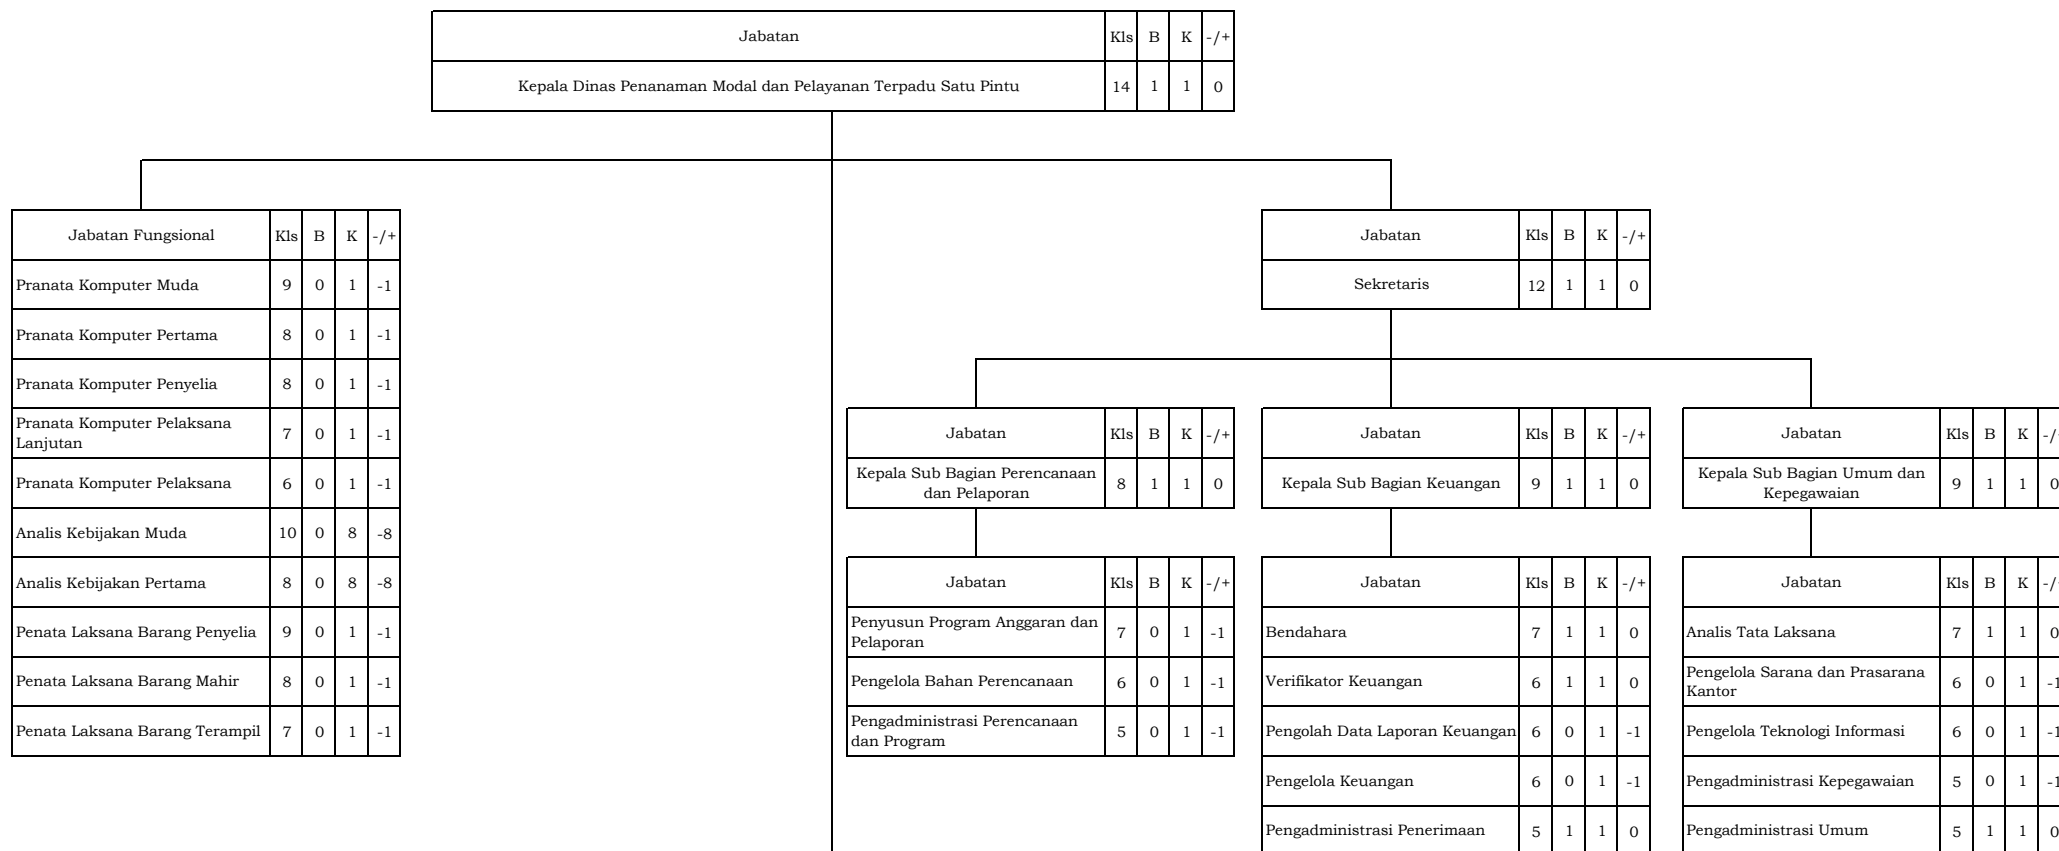 Jabatan Kls B K -/+
Kepala Dinas Penanaman Modal dan Pelayanan Terpadu Satu Pintu 14 1 1 0
Jabatan Fungsional Kls B K -/+
Pranata Komputer Muda 9 0 1 -1
Pranata Komputer Pertama 8 0 1 -1
Pranata Komputer Penyelia 8 0 1 -1
Pranata Komputer Pelaksana
Lanjutan 7 0 1 -1
Pranata Komputer Pelaksana 6 0 1 -1
Analis Kebijakan Muda 10 0 8 -8
Analis Kebijakan Pertama 8 0 8 -8
Penata Laksana Barang Penyelia 9 0 1 -1
Penata Laksana Barang Mahir 8 0 1 -1
Penata Laksana Barang Terampil 7 0 1 -1
Jabatan Kls B K -/+
Sekretaris 12 1 1 0
Jabatan Kls B K -/+
Kepala Sub Bagian Perencanaan
dan Pelaporan 8 1 1 0
Jabatan Kls B K -/+
Penyusun Program Anggaran dan
Pelaporan 7 0 1 -1
Pengelola Bahan Perencanaan 6 0 1 -1
Pengadministrasi Perencanaan
dan Program 5 0 1 -1
Jabatan Kls B K -/+
Kepala Sub Bagian Keuangan 9 1 1 0
Jabatan Kls B K -/+
Bendahara 7 1 1 0
Verifikator Keuangan 6 1 1 0
Pengolah Data Laporan Keuangan 6 0 1 -1
Pengelola Keuangan 6 0 1 -1
Pengadministrasi Penerimaan 5 1 1 0
Jabatan Kls B K -/
Kepala Sub Bagian Umum dan
Kepegawaian 9 1 1 0
Jabatan Kls B K -/
Analis Tata Laksana 7 1 1 0
Pengelola Sarana dan Prasarana
Kantor 6 0 1 -1
Pengelola Teknologi Informasi 6 0 1 -1
Pengadministrasi Kepegawaian 5 0 1 -1
Pengadministrasi Umum 5 1 1 0